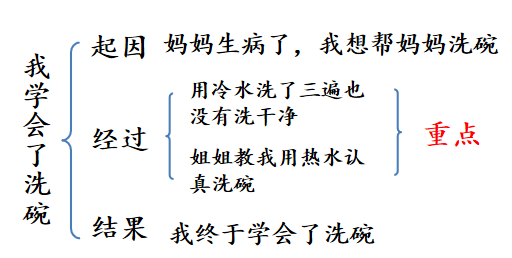 我学会了洗碗
起因 妈妈生病了，我想帮妈妈洗碗
经过
用冷水洗了三遍也
没有洗干净
姐姐教我用热水认
真洗碗
重点
结果 我终于学会了洗碗